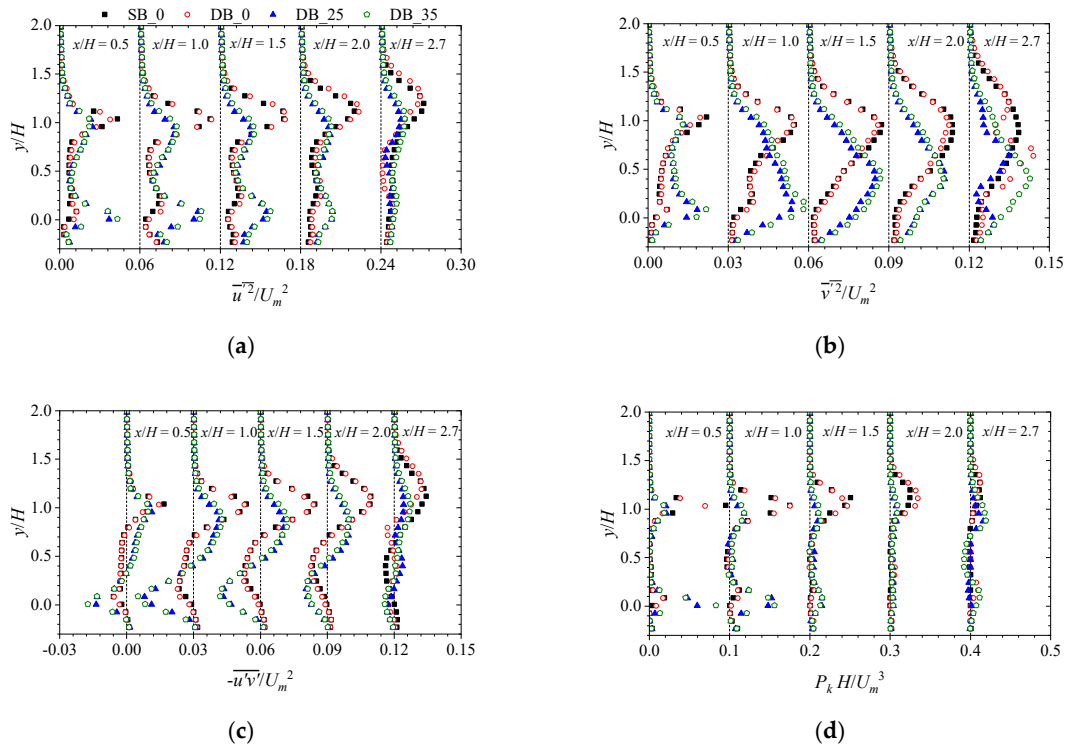 SB_0 DB_0 DB_25 DB_35
x/H = 0.5 x/H = 1.0 x/H = 1.5 x/H = 2.0 x/H = 2.7
2.0
1.5
1.0
0.5
0.0
y/H
0.00 0.06 0.12 0.18 0.24 0.30
u'²/Uₘ²
(a)
x/H = 0.5 x/H = 1.0 x/H = 1.5 x/H = 2.0 x/H = 2.7
2.0
1.5
1.0
0.5
0.0
y/H
0.00 0.03 0.06 0.09 0.12 0.15
v'²/Uₘ²
(b)
x/H = 0.5 x/H = 1.0 x/H = 1.5 x/H = 2.0 x/H = 2.7
2.0
1.5
1.0
0.5
0.0
y/H
-0.03 0.00 0.03 0.06 0.09 0.12 0.15
-u'v'/Uₘ²
(c)
x/H = 0.5 x/H = 1.0 x/H = 1.5 x/H = 2.0 x/H = 2.7
2.0
1.5
1.0
0.5
0.0
y/H
0.0 0.1 0.2 0.3 0.4 0.5
Pₖ H/Uₘ³
(d)